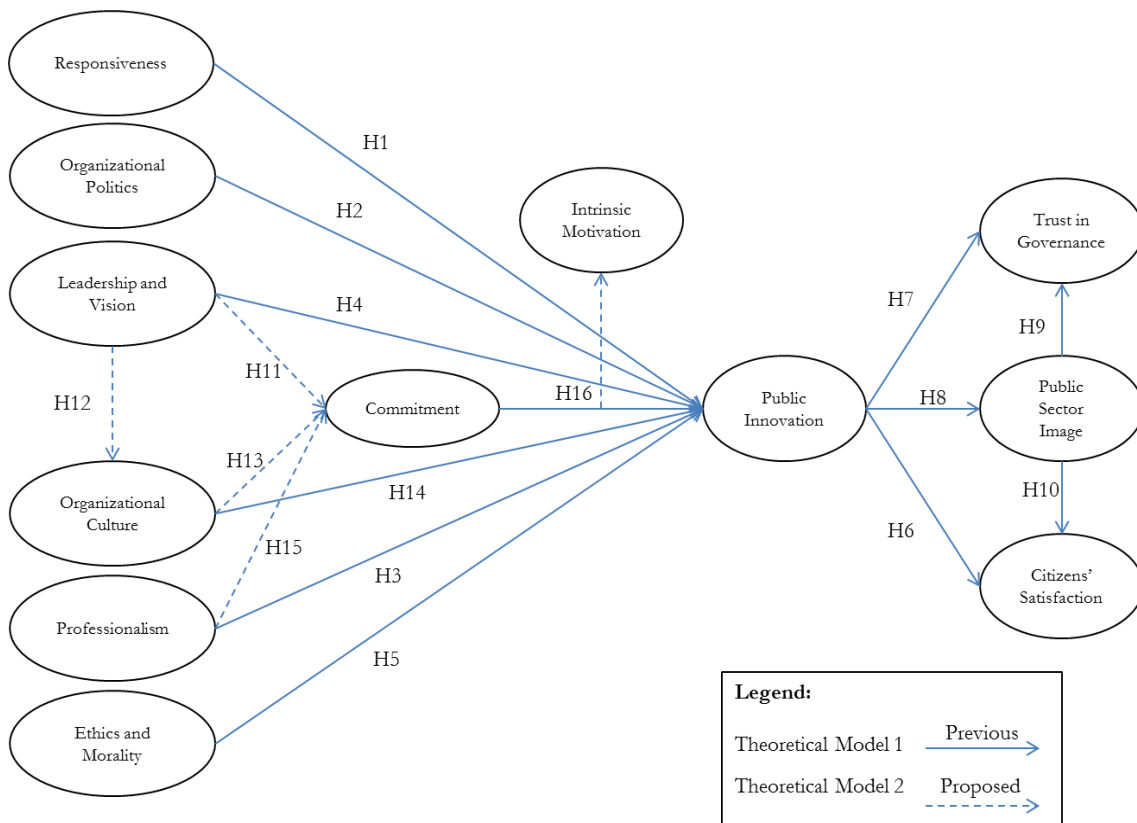 Responsiveness
Organizational
Politics
Leadership and
Vision
Organizational
Culture
Professionalism
Ethics and
Morality
H1
H2
H4
H11
H12
H13
H14
H15
H3
H5
Commitment
H16
Intrinsic
Motivation
Public
Innovation
H7
H8
H6
H9
H10
Trust in
Governance
Public
Sector
Image
Citizens’
Satisfaction
Legend:
Theoretical Model 1 Previous
Theoretical Model 2 Proposed